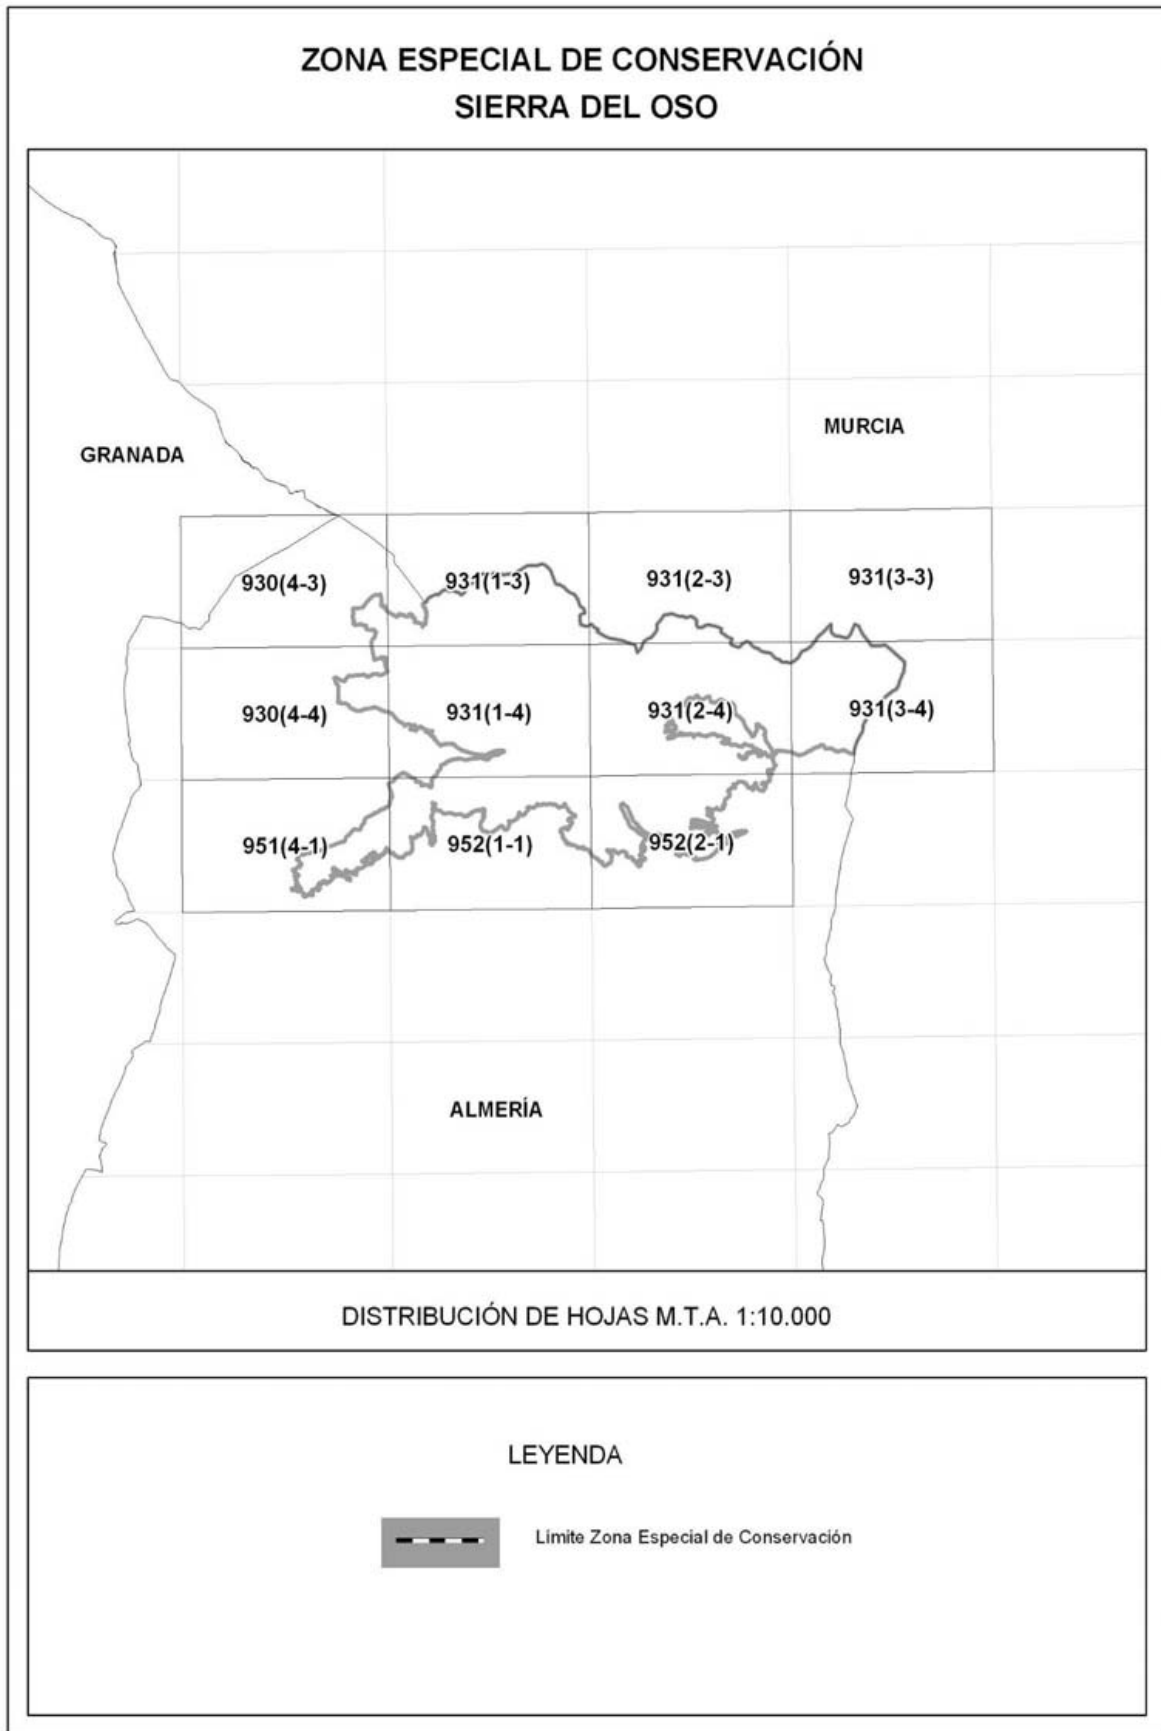 ZONA ESPECIAL DE CONSERVACIÓN
SIERRA DEL OSO
MURCIA
GRANADA
930(4-3)
931(1-3)
931(2-3)
931(3-3)
930(4-4)
931(1-4)
931(2-4)
931(3-4)
951(4-1)
952(1-1)
952(2-1)
ALMERÍA
DISTRIBUCIÓN DE HOJAS M.T.A. 1:10.000
LEYENDA
Límite Zona Especial de Conservación